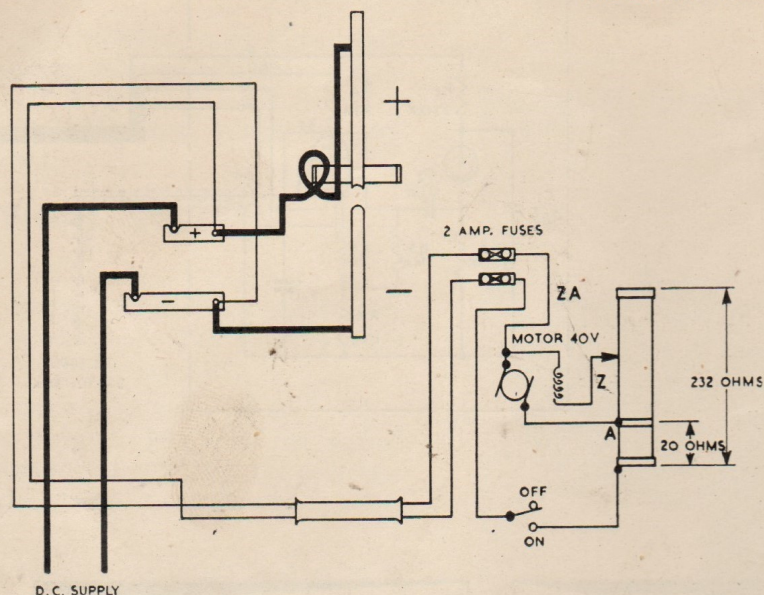 +
+
2 AMP. FUSES
−
−
ZA
MOTOR 40V
Z
232 OHMS
A
20 OHMS
OFF
ON
D.C. SUPPLY